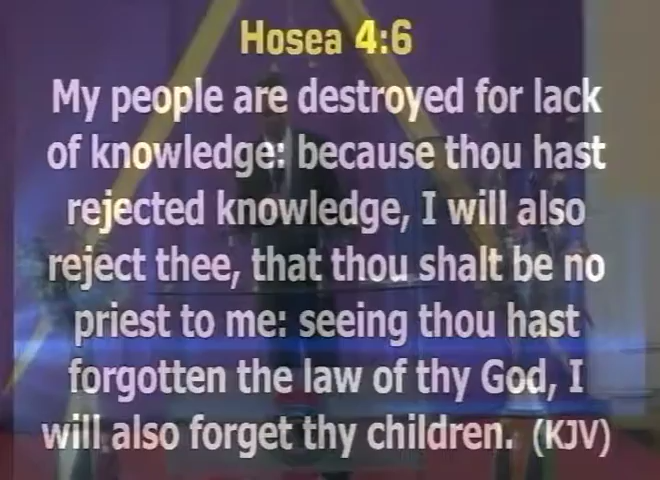 Hosea 4:6
My people are destroyed for lack
of knowledge: because thou hast
rejected knowledge, I will also
reject thee, that thou shalt be no
priest to me: seeing thou hast
forgotten the law of thy God, I
will also forget thy children. (KJV)